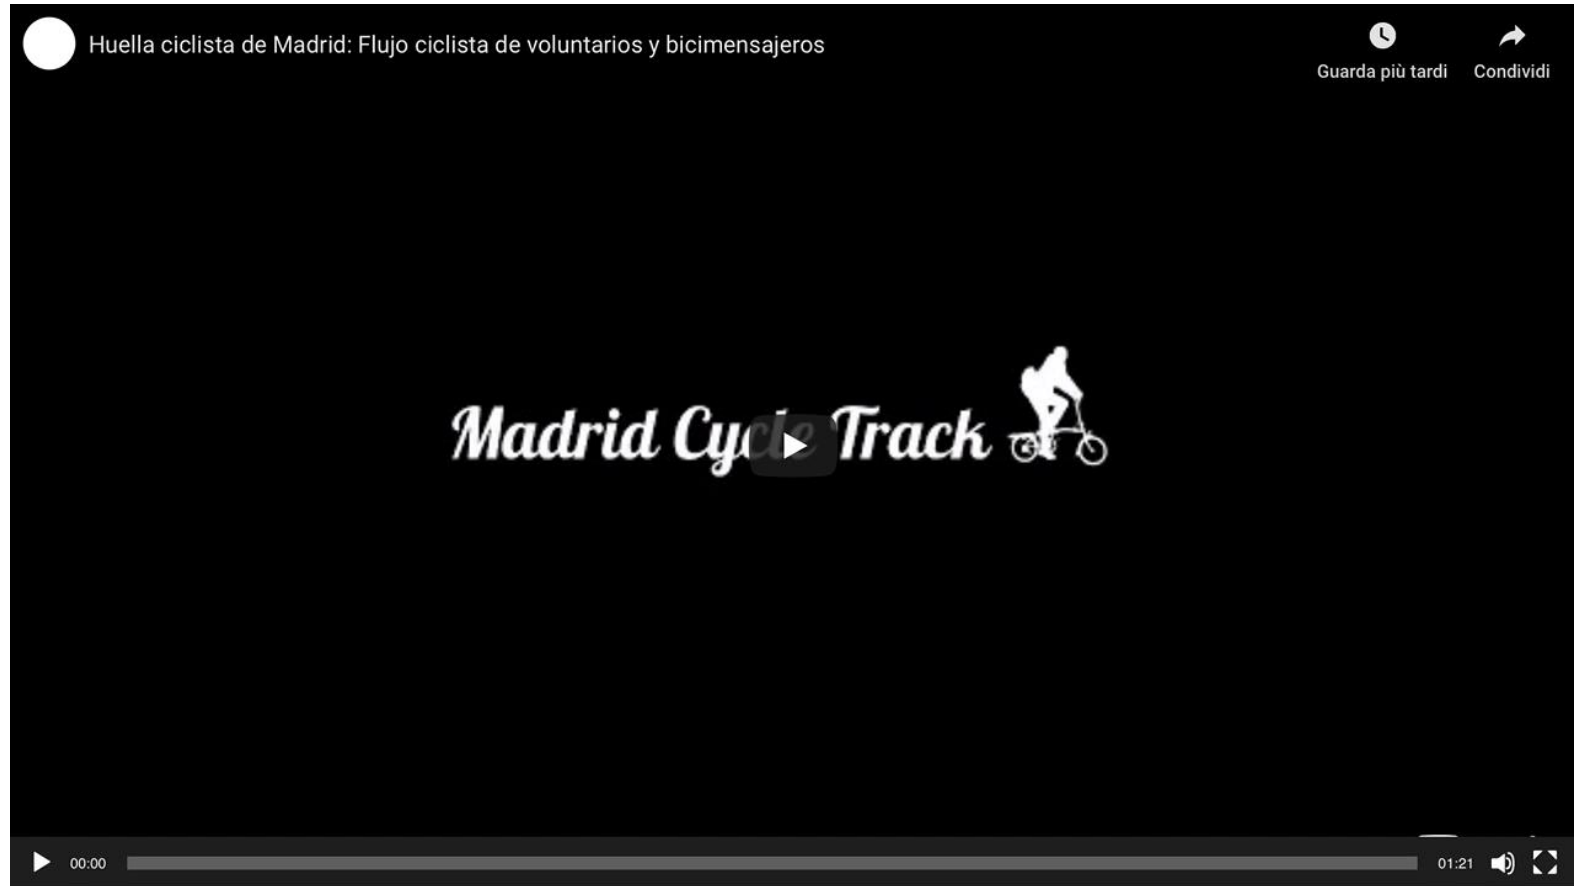 Huella ciclista de Madrid: Flujo ciclista de voluntarios y bicimensajeros
Guarda più tardi
Condividi
Madrid Cycle Track
00:00
01:21